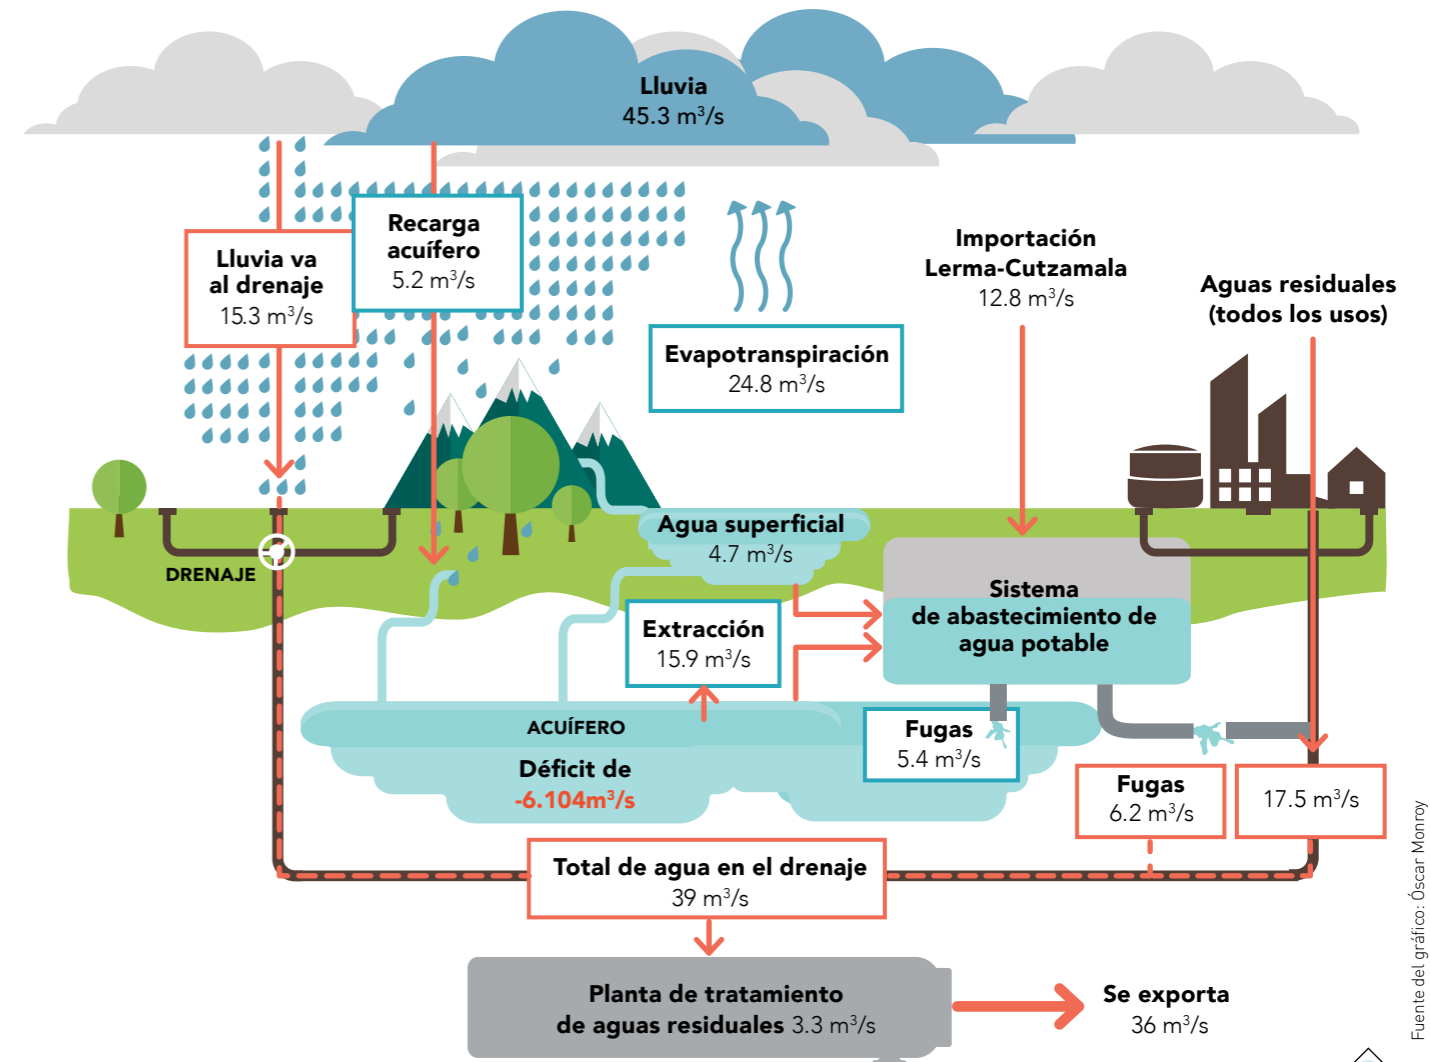 Lluvia
45.3 m³/s
Recarga
acuífero
5.2 m³/s
Lluvia va
al drenaje
15.3 m³/s
Importación
Lerma-Cutzamala
12.8 m³/s
Aguas residuales
(todos los usos)
Evapotranspiración
24.8 m³/s
Agua superficial
4.7 m³/s
DRENAJE
Sistema
de abastecimiento de
agua potable
Extracción
15.9 m³/s
ACUÍFERO
Déficit de
-6.104m³/s
Fugas
5.4 m³/s
Fugas
6.2 m³/s
17.5 m³/s
Total de agua en el drenaje
39 m³/s
Planta de tratamiento
de aguas residuales 3.3 m³/s
Se exporta
36 m³/s
Fuente del gráfico: Óscar Monroy